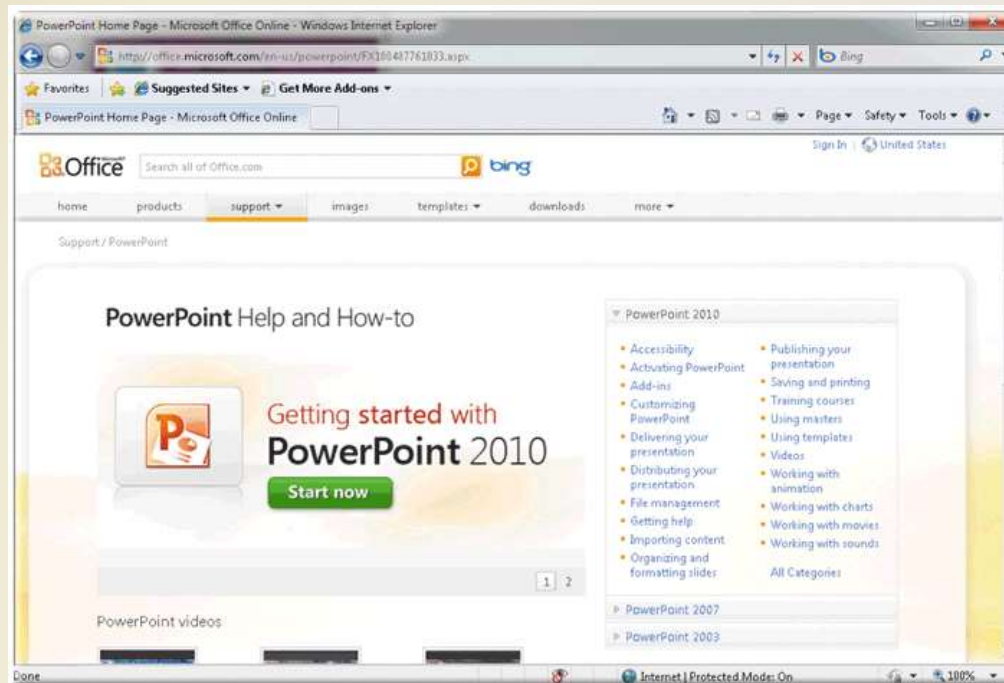 PowerPoint Home Page - Microsoft Office Online - Windows Internet Explorer
http://office.microsoft.com/en-us/powerpoint/FX100487761033.aspx
Bing
Favorites Suggested Sites Get More Add-ons
PowerPoint Home Page - Microsoft Office Online
Page Safety Tools
Sign In | United States
Office Search all of Office.com bing
home products support images templates downloads more
Support / PowerPoint
PowerPoint Help and How-to
Getting started with
PowerPoint 2010
Start now
1 2
PowerPoint videos
PowerPoint 2010
Accessibility
Activating PowerPoint
Add-ins
Customizing
PowerPoint
Delivering your
presentation
Distributing your
presentation
File management
Getting help
Importing content
Organizing and
formatting slides
Publishing your
presentation
Saving and printing
Training courses
Using masters
Using templates
Videos
Working with
animation
Working with charts
Working with movies
Working with sounds
All Categories
PowerPoint 2007
PowerPoint 2003
Done Internet | Protected Mode: On 100%